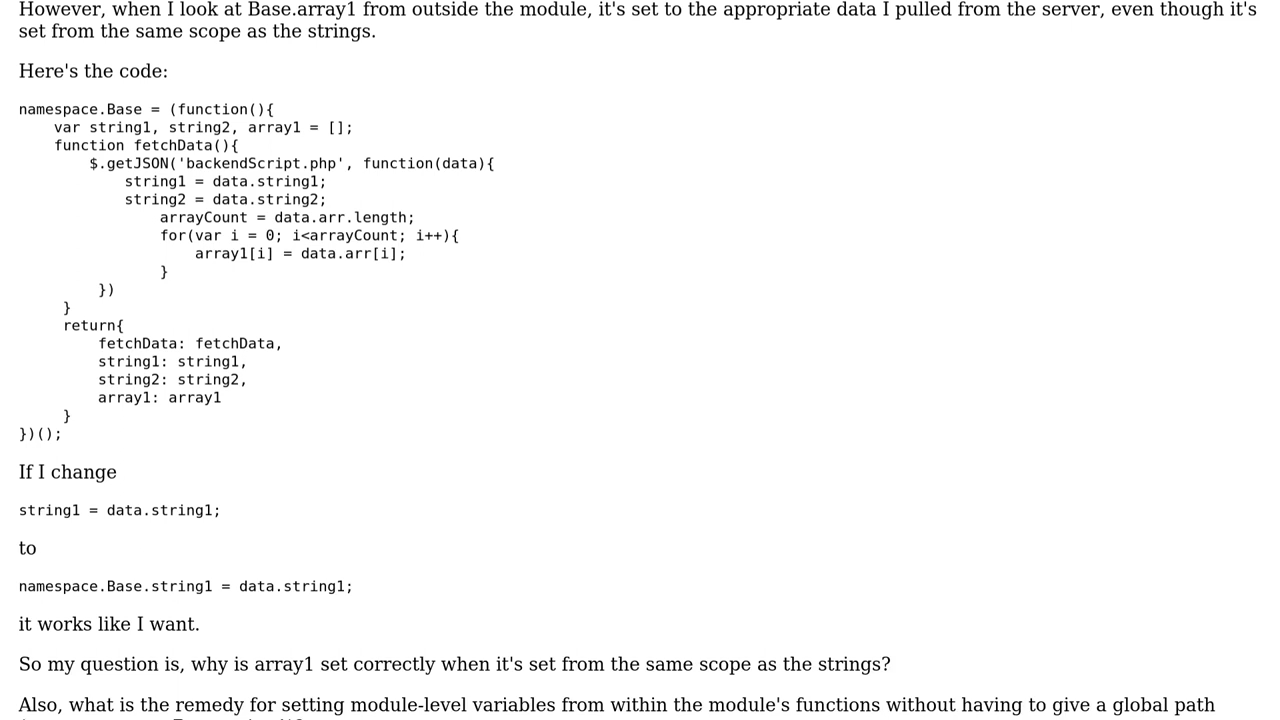 However, when I look at Base.array1 from outside the module, it's set to the appropriate data I pulled from the server, even though it's
set from the same scope as the strings.
Here's the code:
namespace.Base = (function(){
    var string1, string2, array1 = [];
    function fetchData(){
        $.getJSON('backendScript.php', function(data){
            string1 = data.string1;
            string2 = data.string2;
                arrayCount = data.arr.length;
                for(var i = 0; i<arrayCount; i++){
                    array1[i] = data.arr[i];
                }
         })
     }
     return{
         fetchData: fetchData,
         string1: string1,
         string2: string2,
         array1: array1
     }
})();
If I change
string1 = data.string1;
to
namespace.Base.string1 = data.string1;
it works like I want.
So my question is, why is array1 set correctly when it's set from the same scope as the strings?
Also, what is the remedy for setting module-level variables from within the module's functions without having to give a global path